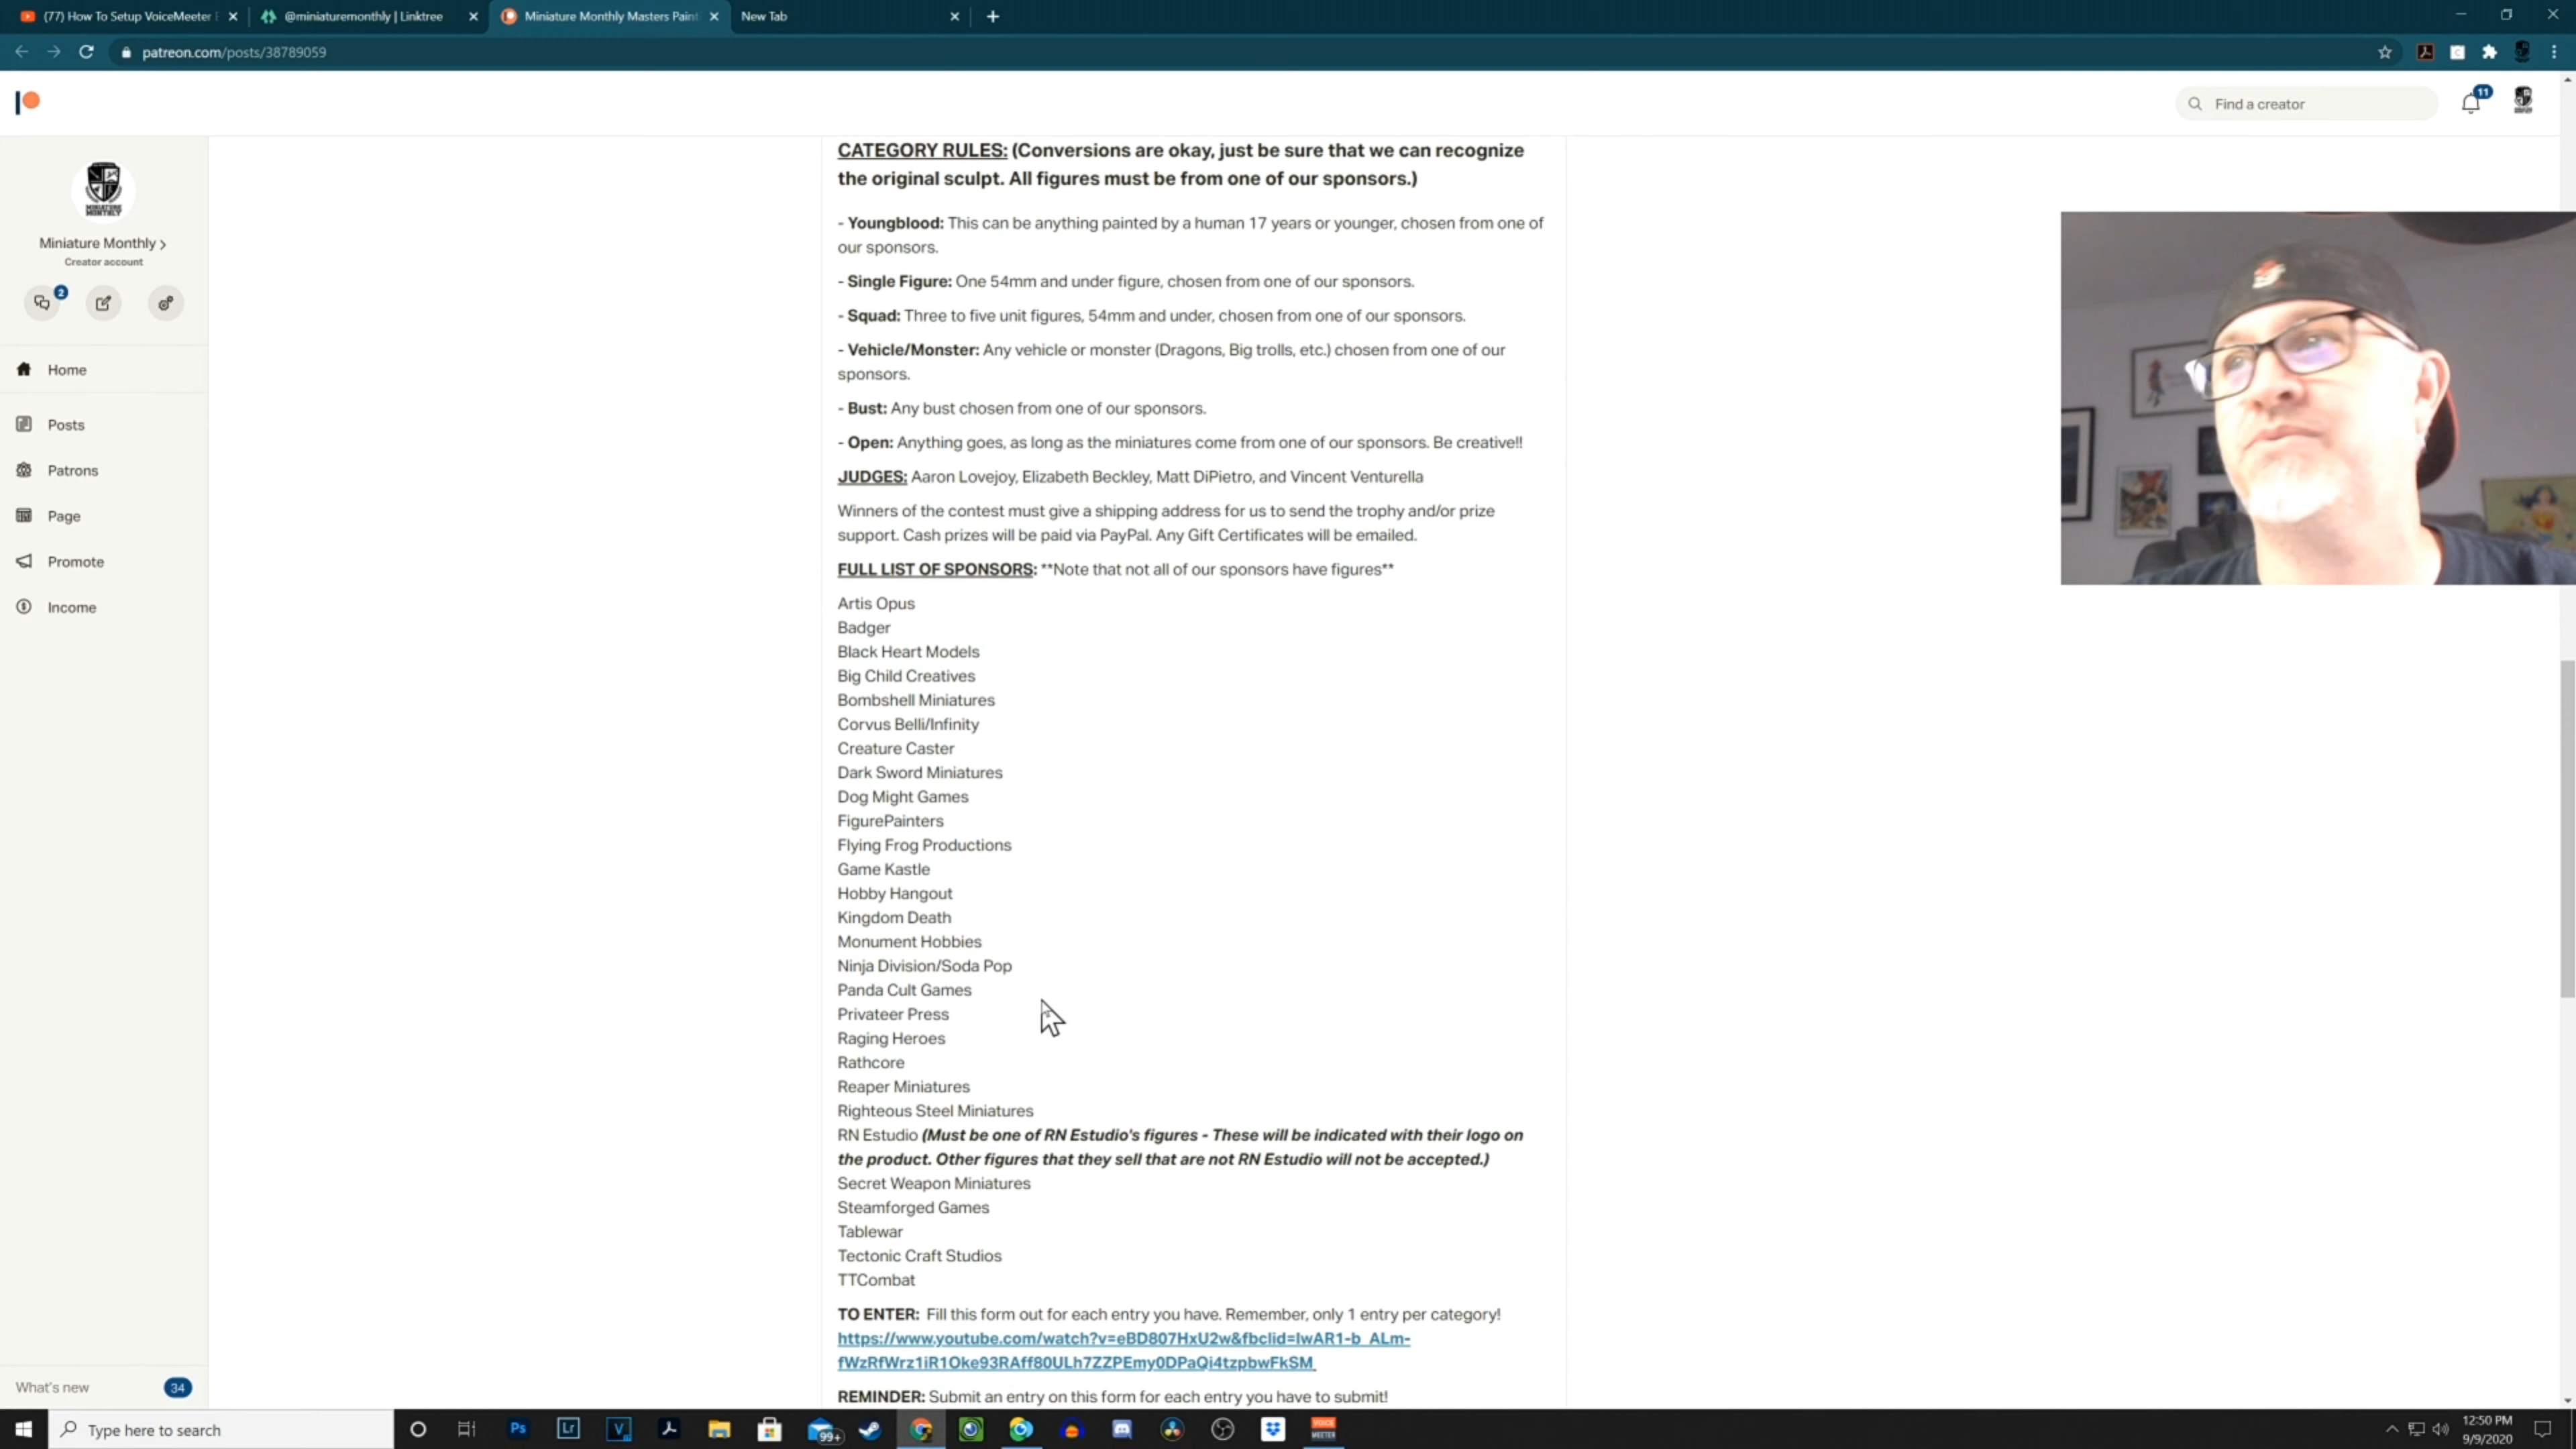 (77) How To Setup VoiceMeeter
@miniaturemonthly | Linktree
Miniature Monthly Masters Paint
New Tab
patreon.com/posts/38789059
Find a creator
11
MINIATURE
MONTHLY
Miniature Monthly >
Creator account
2
Home
Posts
Patrons
Page
Promote
Income
What's new
34
CATEGORY RULES: (Conversions are okay, just be sure that we can recognize
the original sculpt. All figures must be from one of our sponsors.)
- Youngblood: This can be anything painted by a human 17 years or younger, chosen from one of
our sponsors.
- Single Figure: One 54mm and under figure, chosen from one of our sponsors.
- Squad: Three to five unit figures, 54mm and under, chosen from one of our sponsors.
- Vehicle/Monster: Any vehicle or monster (Dragons, Big trolls, etc.) chosen from one of our
sponsors.
- Bust: Any bust chosen from one of our sponsors.
- Open: Anything goes, as long as the miniatures come from one of our sponsors. Be creative!!
JUDGES: Aaron Lovejoy, Elizabeth Beckley, Matt DiPietro, and Vincent Venturella
Winners of the contest must give a shipping address for us to send the trophy and/or prize
support. Cash prizes will be paid via PayPal. Any Gift Certificates will be emailed.
FULL LIST OF SPONSORS: **Note that not all of our sponsors have figures**
Artis Opus
Badger
Black Heart Models
Big Child Creatives
Bombshell Miniatures
Corvus Belli/Infinity
Creature Caster
Dark Sword Miniatures
Dog Might Games
FigurePainters
Flying Frog Productions
Game Kastle
Hobby Hangout
Kingdom Death
Monument Hobbies
Ninja Division/Soda Pop
Panda Cult Games
Privateer Press
Raging Heroes
Rathcore
Reaper Miniatures
Righteous Steel Miniatures
RN Estudio (Must be one of RN Estudio's figures - These will be indicated with their logo on
the product. Other figures that they sell that are not RN Estudio will not be accepted.)
Secret Weapon Miniatures
Steamforged Games
Tablewar
Tectonic Craft Studios
TTCombat
TO ENTER: Fill this form out for each entry you have. Remember, only 1 entry per category!
https://www.youtube.com/watch?v=eBD807HxU2w&fbclid=IwAR1-b_ALm-
fWzRfWrz1iR1Oke93RAff80ULh7ZZPEmy0DPaQi4tzpbwFkSM
REMINDER: Submit an entry on this form for each entry you have to submit!
Type here to search
Ps
Lr
V
99+
VOICE
MEETER
12:50 PM
9/9/2020